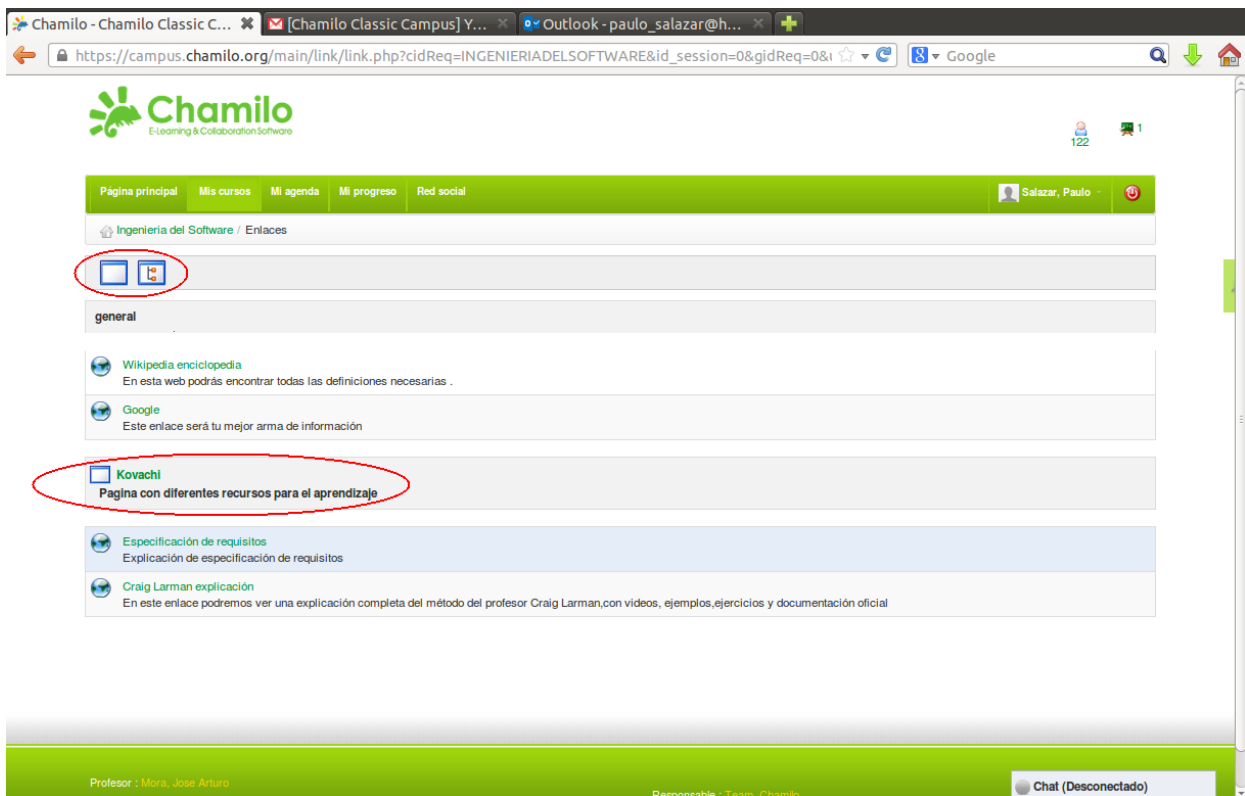 Chamilo - Chamilo Classic C...
[Chamilo Classic Campus] Y...
Outlook - paulo_salazar@h...
https://campus.chamilo.org/main/link/link.php?cidReq=INGENIERIADELSOFTWARE&id_session=0&gidReq=0&
Google
Chamilo
E-Learning & Collaboration Software
122
1
Página principal Mis cursos Mi agenda Mi progreso Red social Salazar, Paulo
Ingenieria del Software / Enlaces
general
Wikipedia enciclopedia
En esta web podrás encontrar todas las definiciones necesarias .
Google
Este enlace será tu mejor arma de información
Kovachi
Pagina con diferentes recursos para el aprendizaje
Especificación de requisitos
Explicación de especificación de requisitos
Craig Larman explicación
En este enlace podremos ver una explicación completa del método del profesor Craig Larman,con videos, ejemplos,ejercicios y documentación oficial
Profesor : Mora, Jose Arturo
Responsable : Team, Chamilo
Chat (Desconectado)